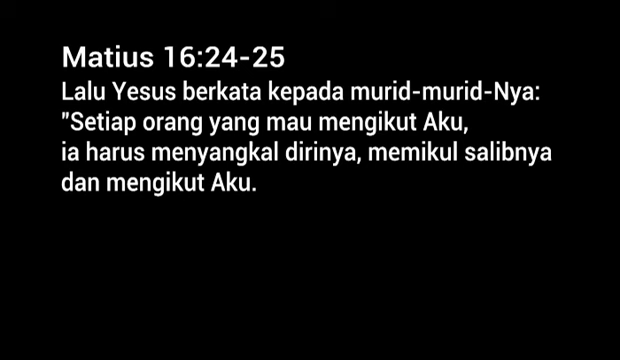 Matius 16:24-25
Lalu Yesus berkata kepada murid-murid-Nya:
"Setiap orang yang mau mengikut Aku,
ia harus menyangkal dirinya, memikul salibnya
dan mengikut Aku.